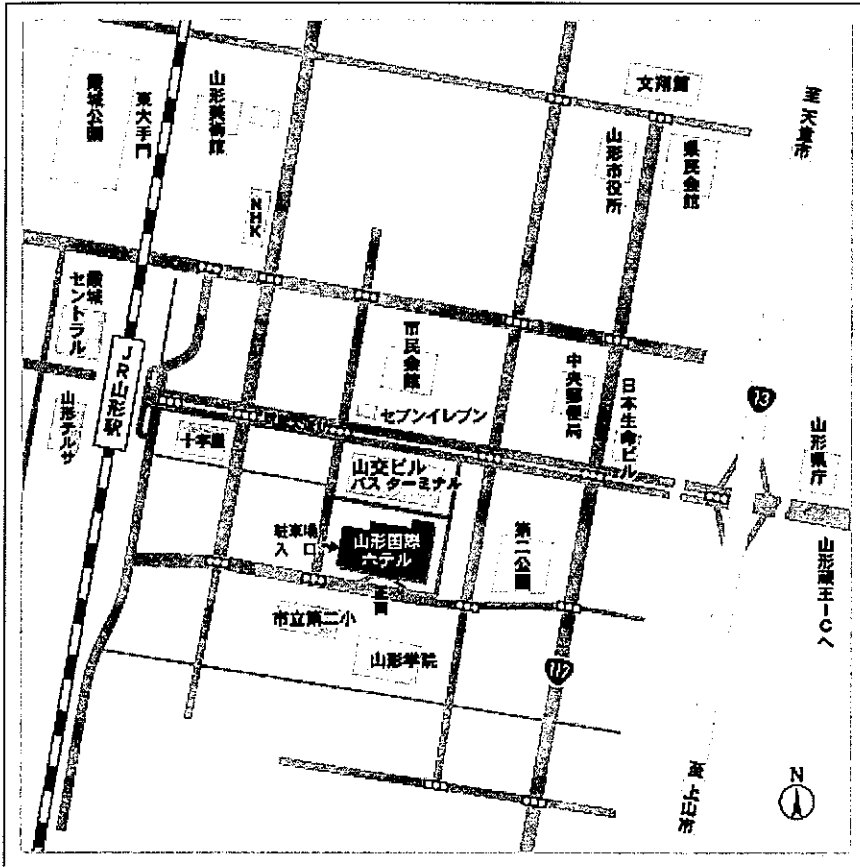 文翔館
至 天童市
霞城公園
東大手門
山形美術館
山形市役所
県民会館
NHK
霞城
セントラル
市民会館
中央郵便局
日本生命ビル
13
JR山形駅
山形テルサ
セブンイレブン
十字屋
山交ビル
バスターミナル
山形県庁
駐車場
入口
山形国際
ホテル
第二公園
山形蔵王ICへ
正面
市立第二小
山形学院
112
至 上山市
N